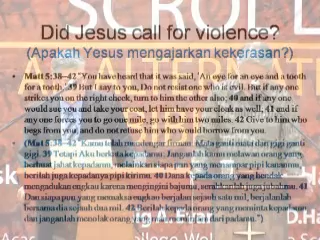 Did Jesus call for violence?
(Apakah Yesus mengajarkan kekerasan?)
• Matt 5:38–42 "You have heard that it was said, 'An eye for an eye and a tooth
for a tooth.' 39 But I say to you, Do not resist one who is evil. But if any one
strikes you on the right cheek, turn to him the other also; 40 and if any one
would sue you and take your coat, let him have your cloak as well; 41 and if
any one forces you to go one mile, go with him two miles. 42 Give to him who
begs from you, and do not refuse him who would borrow from you.
• (Matt 5:38–42 Kamu telah mendengar firman: Mata ganti mata dan gigi ganti
gigi. 39 Tetapi Aku berkata kepadamu: Janganlah kamu melawan orang yang
berbuat jahat kepadamu, melainkan siapa pun yang menampar pipi kananmu,
berilah juga kepadanya pipi kirimu. 40 Dan kepada orang yang hendak
mengadukan engkau karena mengingini bajumu, serahkanlah juga jubahmu. 41
Dan siapa pun yang memaksa engkau berjalan sejauh satu mil, berjalanlah
bersama dia sejauh dua mil. 42 Berilah kepada orang yang meminta kepadamu
dan janganlah menolak orang yang mau meminjam dari padamu.")
SCROLL
D.Ha